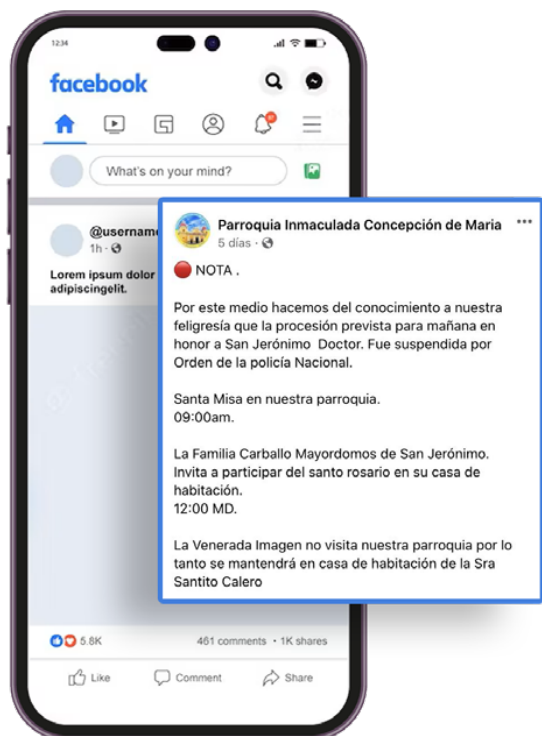 12:34
facebook
What's on your mind?
@username
1h
Lorem ipsum dolor
adipiscingelit.
Parroquia Inmaculada Concepción de Maria
5 días
NOTA .
Por este medio hacemos del conocimiento a nuestra
feligresía que la procesión prevista para mañana en
honor a San Jerónimo Doctor. Fue suspendida por
Orden de la policía Nacional.
Santa Misa en nuestra parroquia.
09:00am.
La Familia Carballo Mayordomos de San Jerónimo.
Invita a participar del santo rosario en su casa de
habitación.
12:00 MD.
La Venerada Imagen no visita nuestra parroquia por lo
tanto se mantendrá en casa de habitación de la Sra
Santito Calero
5.8K
461 comments • 1K shares
Like
Comment
Share